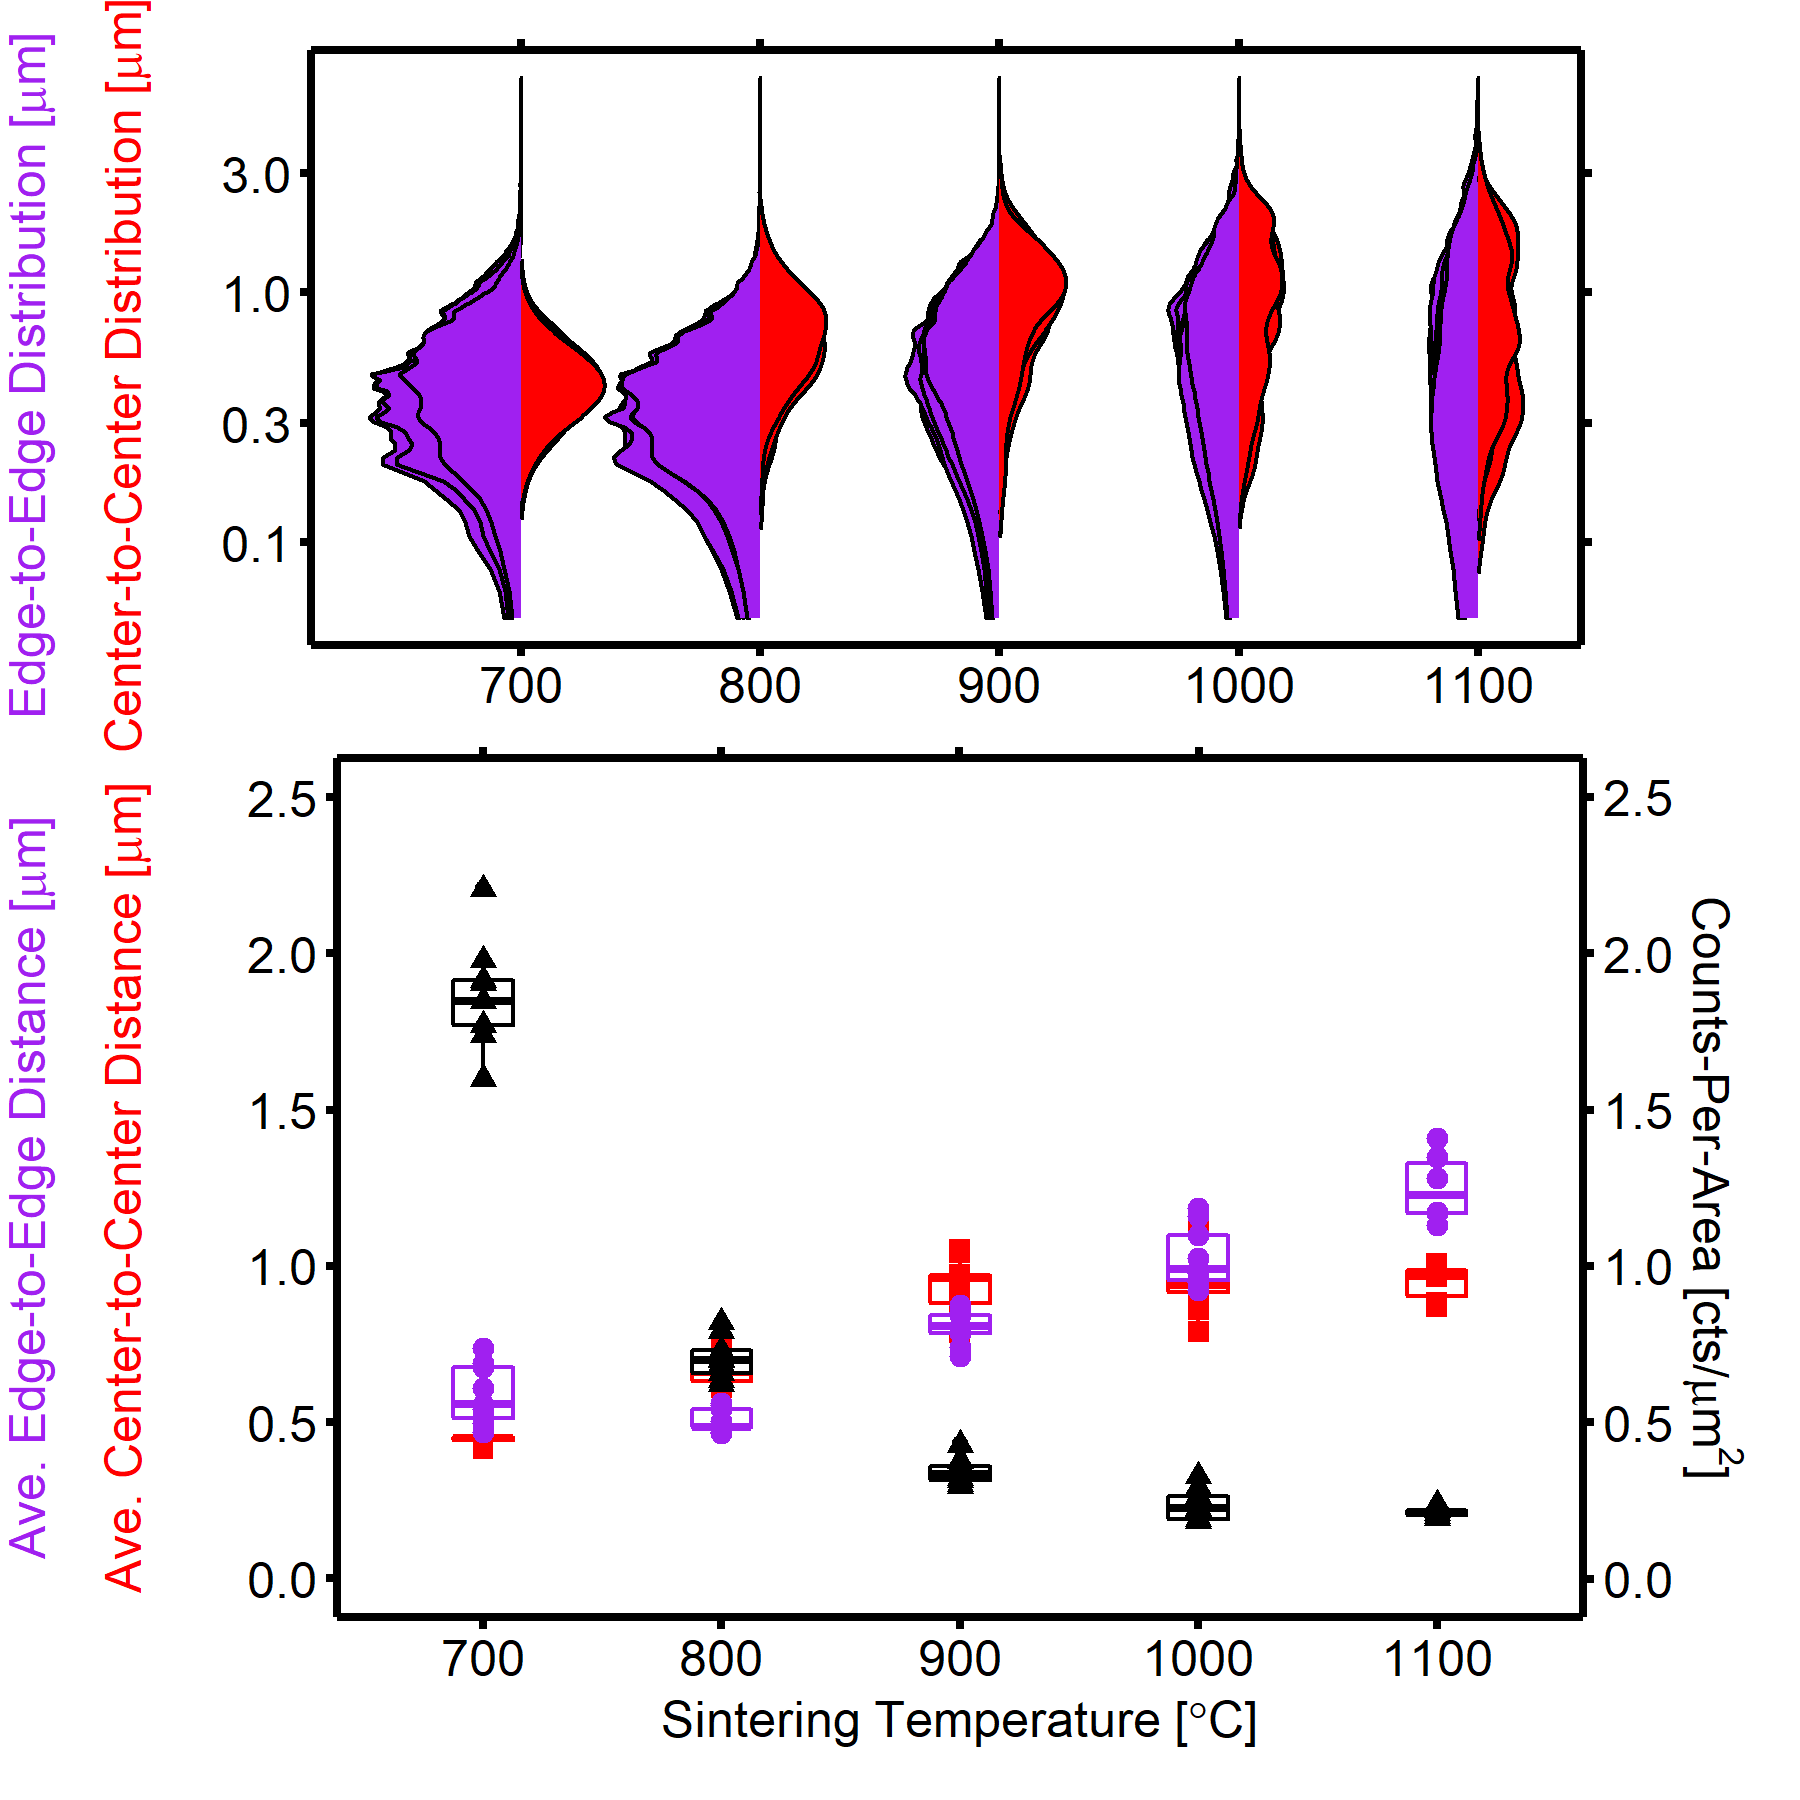 Edge-to-Edge Distribution [μm]
Center-to-Center Distribution [μm]
3.0
1.0
0.3
0.1
700 800 900 1000 1100
Ave. Edge-to-Edge Distance [μm]
Ave. Center-to-Center Distance [μm]
2.5
2.0
1.5
1.0
0.5
0.0
2.5
2.0
1.5
1.0
0.5
0.0
Counts-Per-Area [cts/μm²]
700 800 900 1000 1100
Sintering Temperature [°C]